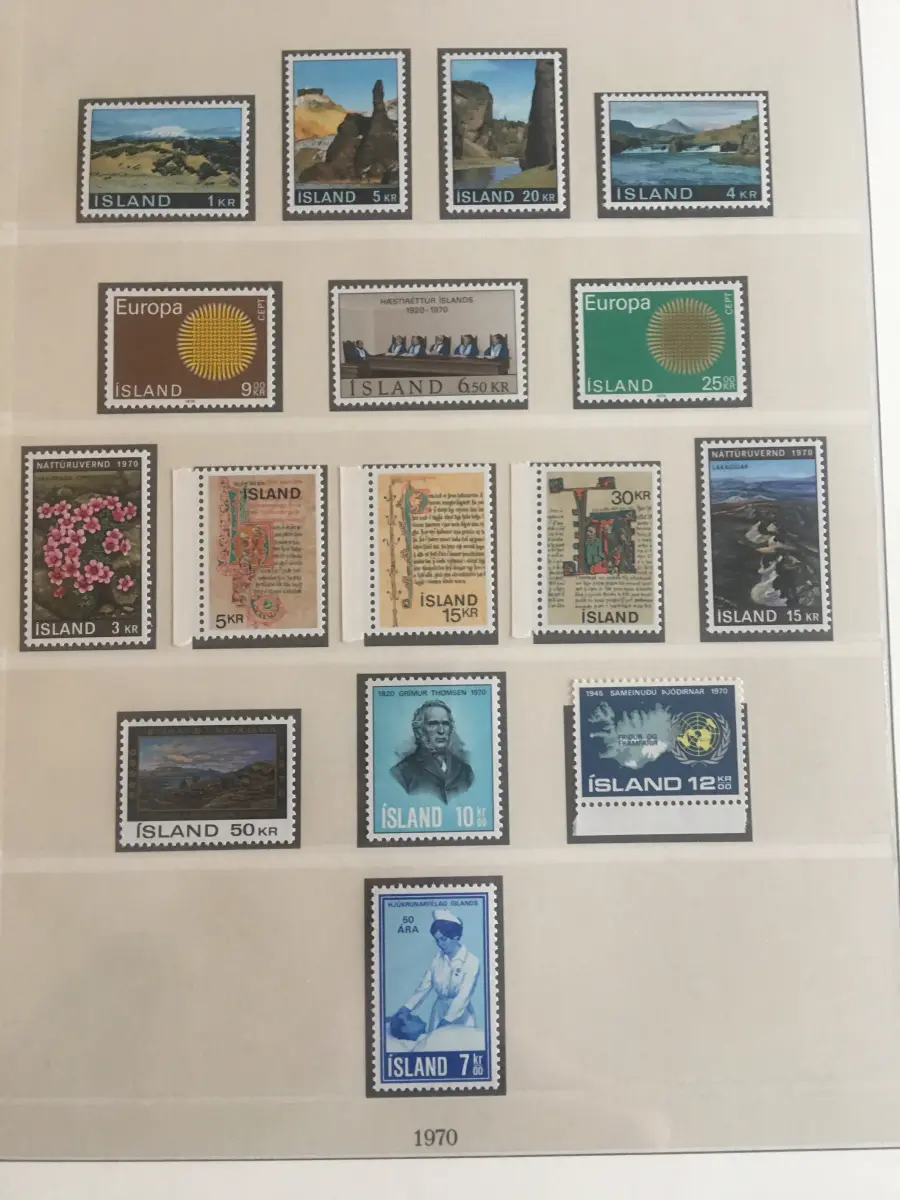 ÍSLAND 1 KR
ÍSLAND 5 KR
ÍSLAND 20 KR
ÍSLAND 4 KR
Europa
CEPT
ÍSLAND 9 00 KR
HÆSTIRÉTTUR ÍSLANDS
1920-1970
ÍSLAND 6.50 KR
Europa
CEPT
ÍSLAND 25 00 KR
NÁTTÚRUVERND 1970
ÍSLAND 3 KR
ÍSLAND
5 KR
ÍSLAND
15 KR
30 KR
ÍSLAND
NÁTTÚRUVERND 1970
LAKAGÍGAR
ÍSLAND 15 KR
ÍSLAND 50 KR
1820 GRÍMUR THOMSEN 1970
ÍSLAND 10 kr 00
1945 SAMEINUÐU ÞJÓÐIRNAR 1970
FRIÐUR OG
FRAMFARIR
ÍSLAND 12 KR 00
HJÚKRUNARFÉLAG ÍSLANDS
50
ÁRA
ÍSLAND 7 kr 00
1970